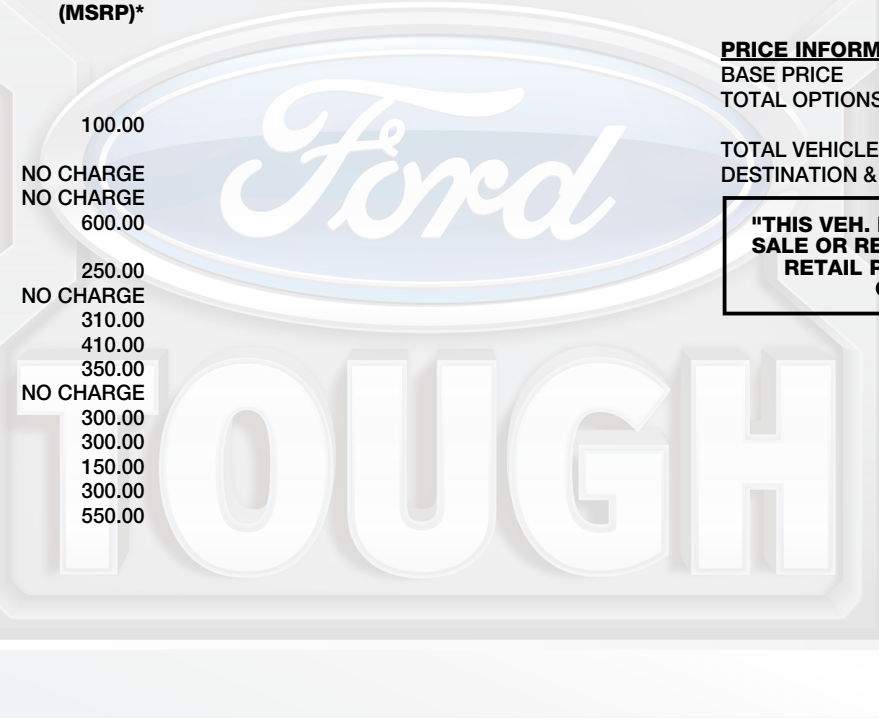 (MSRP)*
100.00
NO CHARGE
NO CHARGE
600.00
250.00
NO CHARGE
310.00
410.00
350.00
NO CHARGE
300.00
300.00
150.00
300.00
550.00
PRICE INFORM
BASE PRICE
TOTAL OPTIONS
TOTAL VEHICLE
DESTINATION &
"THIS VEH.
SALE OR RE
RETAIL P
Ford
TOUGH